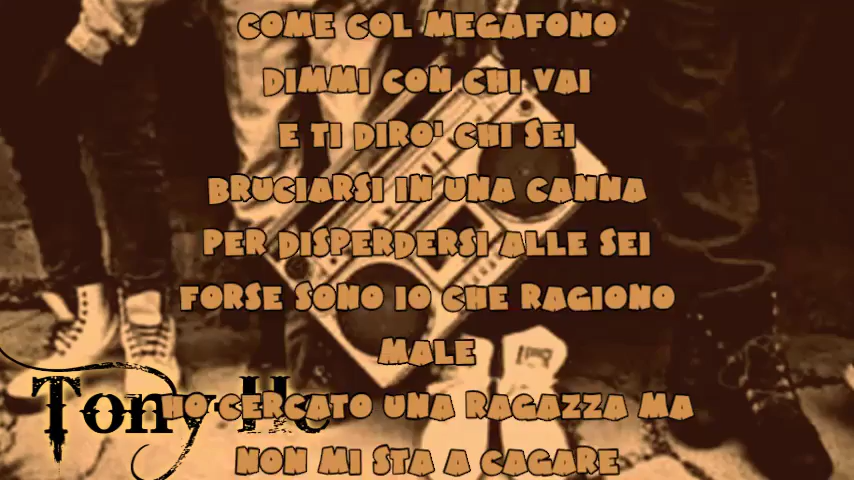 COME COL MEGAFONO
DIMMI CON CHI VAI
E TI DIRO' CHI SEI
BRUCIARSI IN UNA CANNA
PER DISPERDERSI ALLE SEI
FORSE SONO IO CHE RAGIONO
MALE
HO CERCATO UNA RAGAZZA MA
Tony
NON MI STA A CAGARE